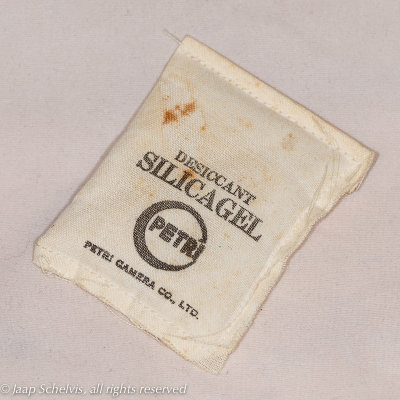 DESICCANT
SILICAGEL
PETRI
PETRI CAMERA CO., LTD.
© Jaap Schelvis, all rights reserved